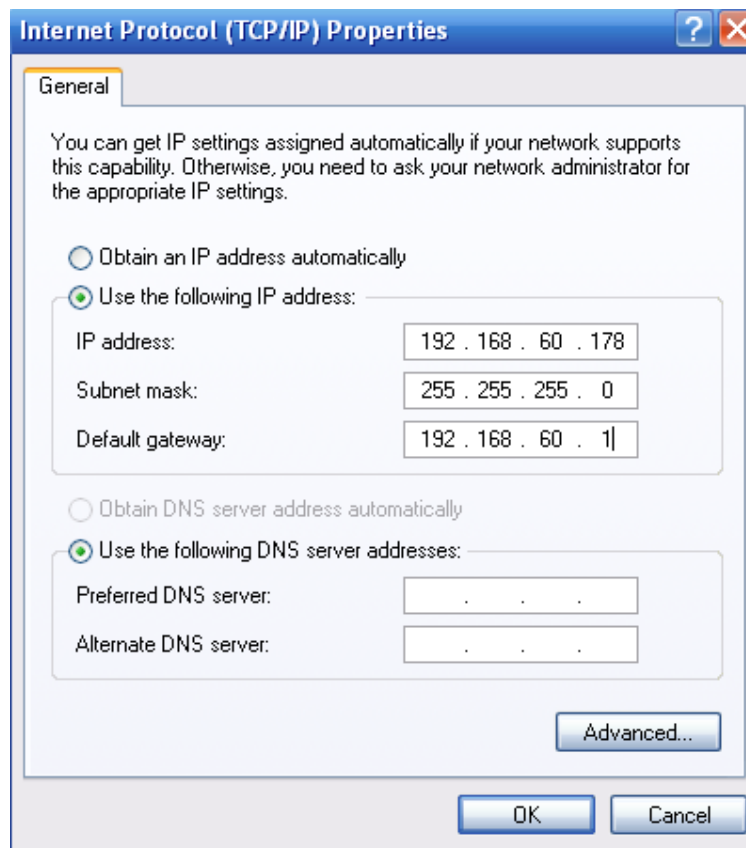 Internet Protocol (TCP/IP) Properties
General
You can get IP settings assigned automatically if your network supports
this capability. Otherwise, you need to ask your network administrator for
the appropriate IP settings.
Obtain an IP address automatically
Use the following IP address:
IP address: 192 . 168 . 60 . 178
Subnet mask: 255 . 255 . 255 . 0
Default gateway: 192 . 168 . 60 . 1
Obtain DNS server address automatically
Use the following DNS server addresses:
Preferred DNS server: . . .
Alternate DNS server: . . .
Advanced...
OK Cancel